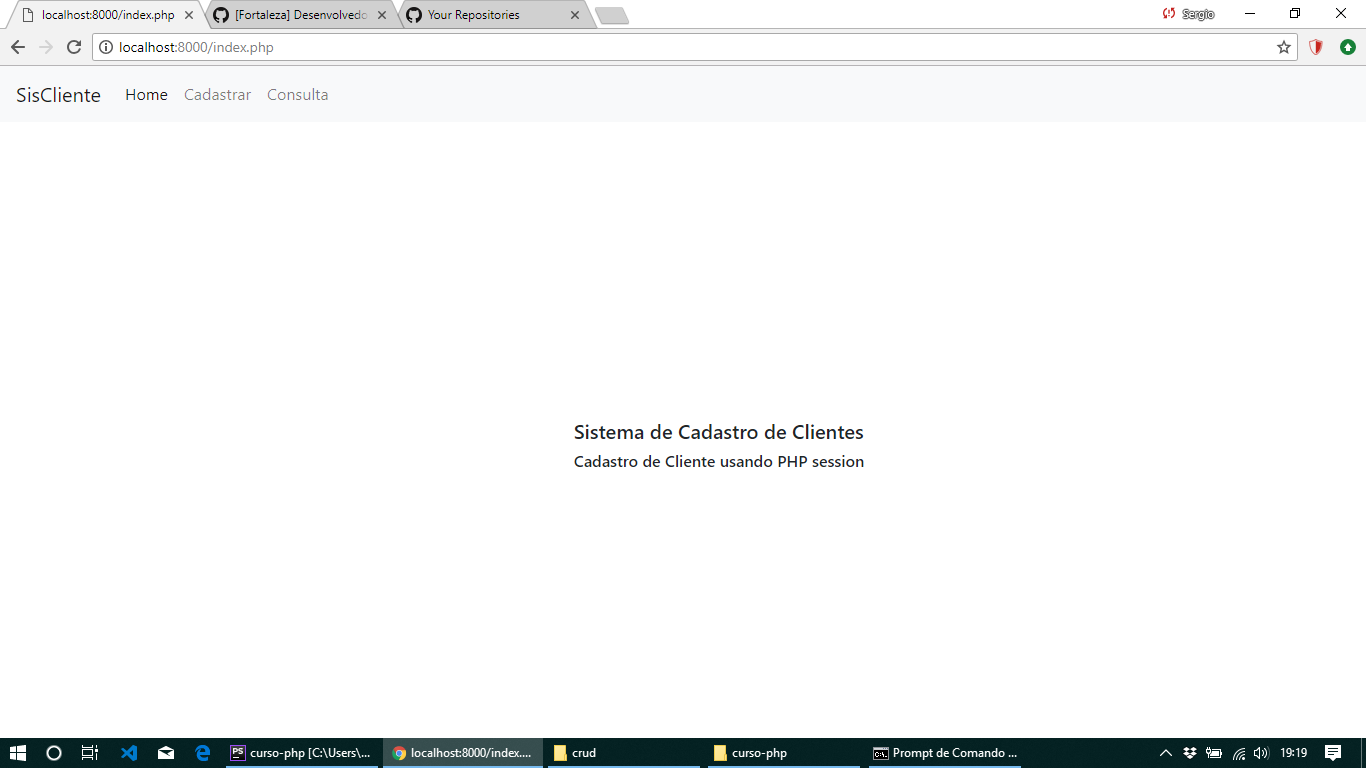 localhost:8000/index.php
[Fortaleza] Desenvolvedo
Your Repositories
Sergio
localhost:8000/index.php
SisCliente Home Cadastrar Consulta
Sistema de Cadastro de Clientes
Cadastro de Cliente usando PHP session
PS curso-php [C:\Users\... localhost:8000/index.... crud curso-php C:\. Prompt de Comando ... 19:19